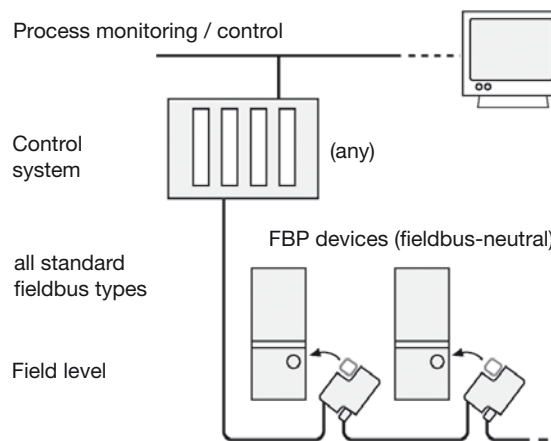 Process monitoring / control
Control
system
(any)
FBP devices (fieldbus-neutral)
all standard
fieldbus types
Field level